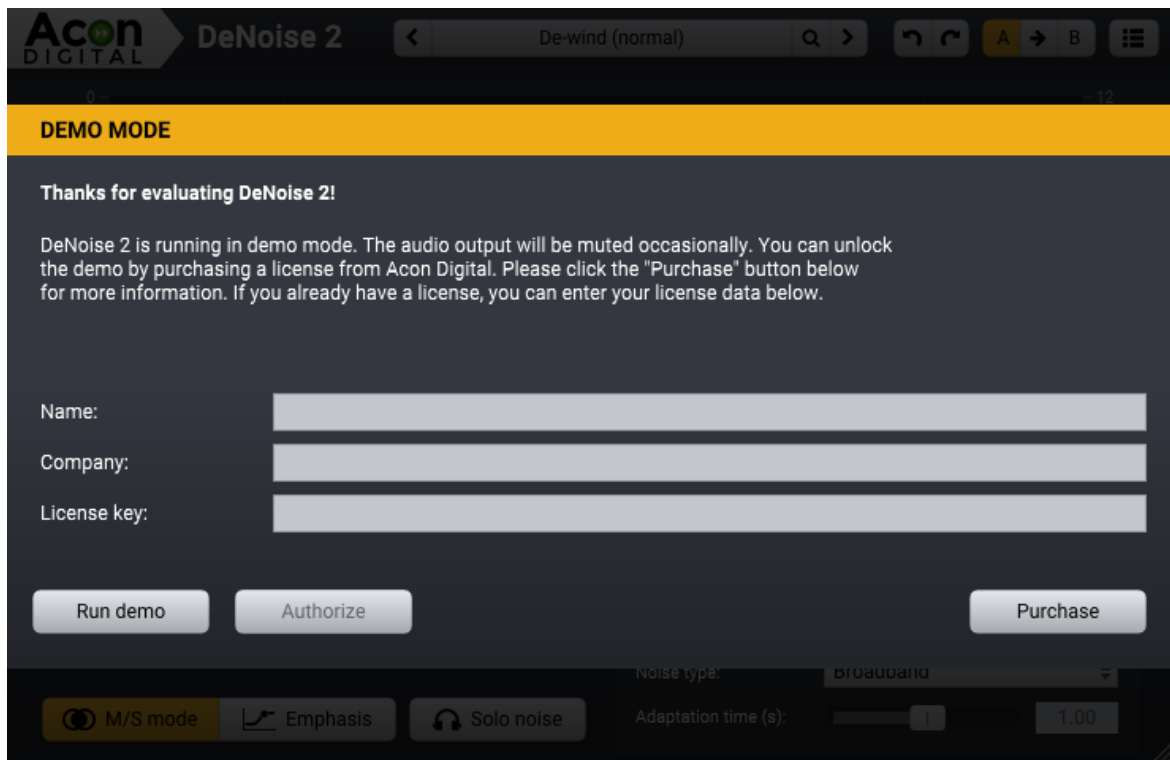 Acon
DIGITAL
DeNoise 2
De-wind (normal)
A
B
0
12
DEMO MODE
Thanks for evaluating DeNoise 2!
DeNoise 2 is running in demo mode. The audio output will be muted occasionally. You can unlock
the demo by purchasing a license from Acon Digital. Please click the "Purchase" button below
for more information. If you already have a license, you can enter your license data below.
Name:
Company:
License key:
Run demo
Authorize
Purchase
Noise type:
Broadband
M/S mode
Emphasis
Solo noise
Adaptation time (s):
1.00